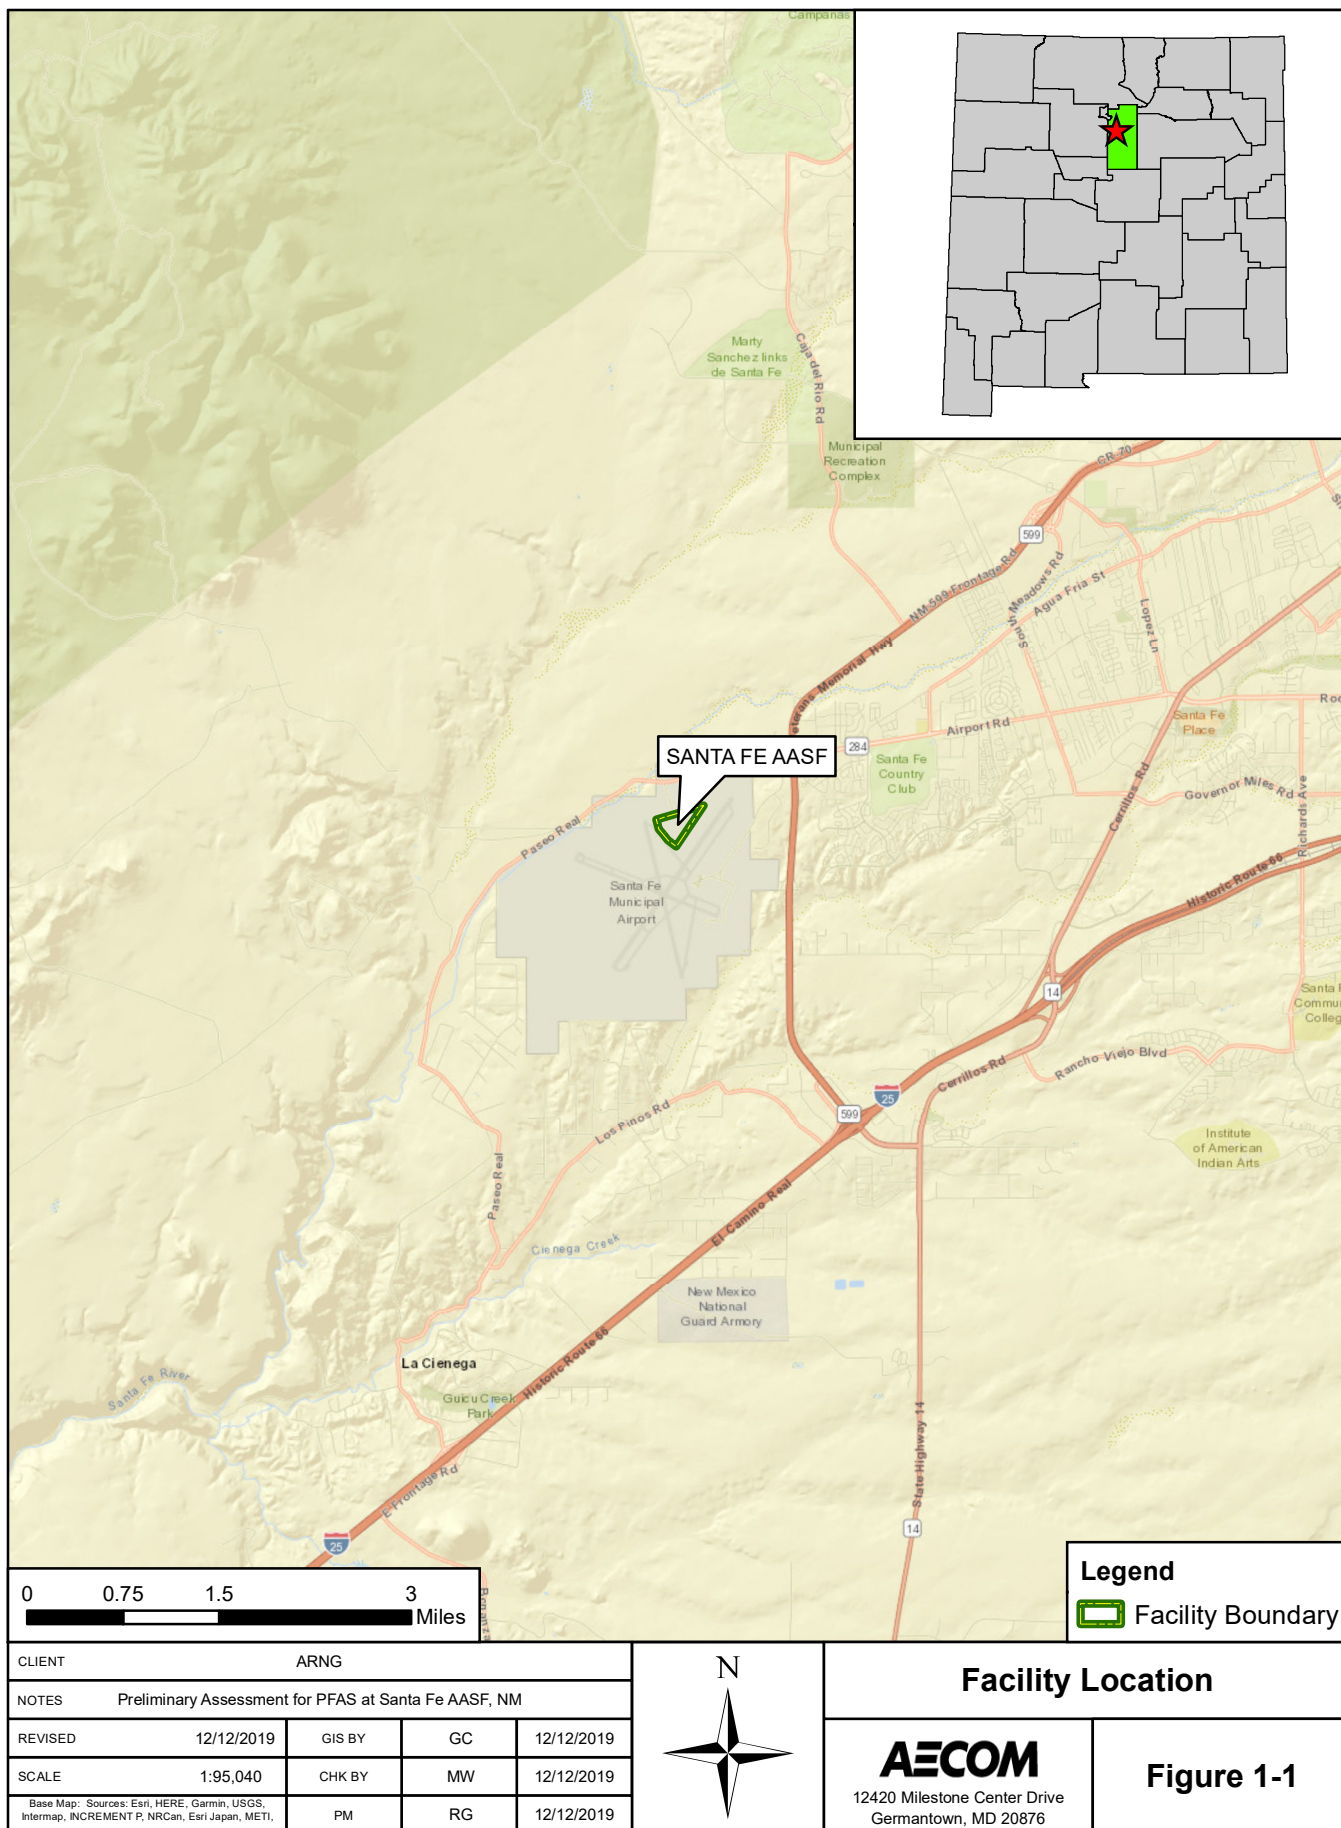 Campanas
Marty
Sanchez links
de Santa Fe
Caja del Rio Rd
Municipal
Recreation
Complex
CR 70
599
NM-599-Frontage-Rd
South Meadows Rd
Agua Fria St
Lopez Ln
Veterans Memorial Hwy
SANTA FE AASF
284
Airport Rd
Santa Fe
Country
Club
Santa Fe
Place
Governor Miles Rd
Richards Ave
Cerrillos Rd
Paseo Real
Santa Fe
Municipal
Airport
Historic Route 66
14
Santa F
Commun
Colleg
Rancho Viejo Blvd
Cerrillos Rd
25
599
Los Pinos Rd
Institute
of American
Indian Arts
Paseo Real
El Camino Real
Cienega Creek
New Mexico
National
Guard Armory
La Cienega
Historic Route 66
Santa Fe River
Guicu Creek
Park
State Highway 14
E Frontage Rd
14
25
Bonanza
0 0.75 1.5 3
Miles
Legend
Facility Boundary
CLIENT ARNG
NOTES Preliminary Assessment for PFAS at Santa Fe AASF, NM
REVISED 12/12/2019 GIS BY GC 12/12/2019
SCALE 1:95,040 CHK BY MW 12/12/2019
Base Map: Sources: Esri, HERE, Garmin, USGS,
Intermap, INCREMENT P, NRCan, Esri Japan, METI,
PM RG 12/12/2019
N
Facility Location
AECOM
12420 Milestone Center Drive
Germantown, MD 20876
Figure 1-1